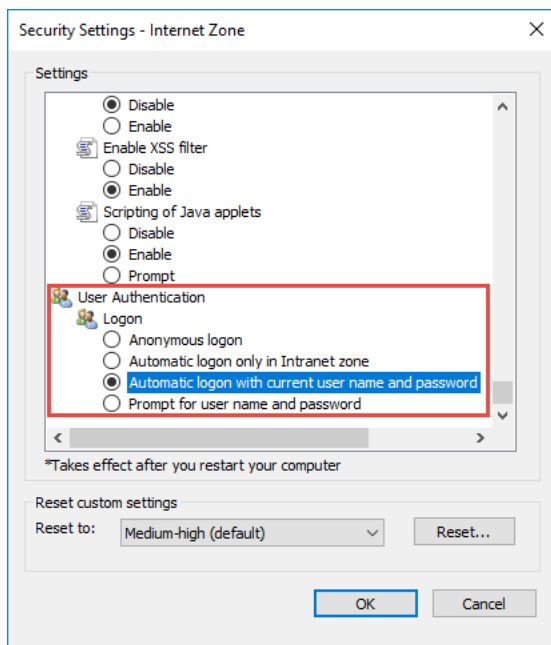 Security Settings - Internet Zone
Settings
Disable
Enable
Enable XSS filter
Disable
Enable
Scripting of Java applets
Disable
Enable
Prompt
User Authentication
Logon
Anonymous logon
Automatic logon only in Intranet zone
Automatic logon with current user name and password
Prompt for user name and password
*Takes effect after you restart your computer
Reset custom settings
Reset to: Medium-high (default) Reset...
OK Cancel